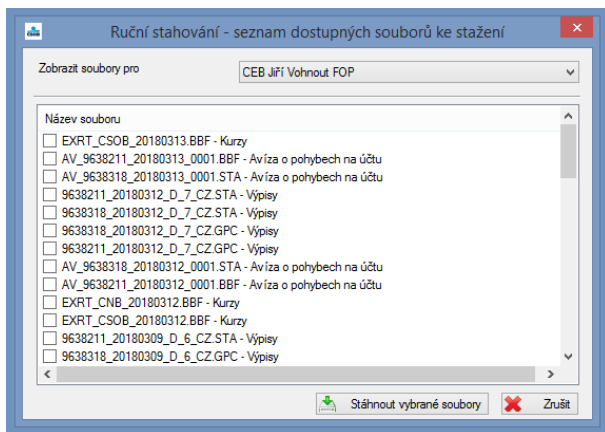 Ruční stahování - seznam dostupných souborů ke stažení
Zobrazit soubory pro
CEB Jiří Vohnout FOP
Název souboru
EXRT_CSOB_20180313.BBF - Kurzy
AV_9638211_20180313_0001.BBF - Avíza o pohybech na účtu
AV_9638318_20180313_0001.STA - Avíza o pohybech na účtu
9638211_20180312_D_7_CZ.STA - Výpisy
9638318_20180312_D_7_CZ.STA - Výpisy
9638318_20180312_D_7_CZ.GPC - Výpisy
9638211_20180312_D_7_CZ.GPC - Výpisy
AV_9638318_20180312_0001.STA - Avíza o pohybech na účtu
AV_9638211_20180312_0001.BBF - Avíza o pohybech na účtu
EXRT_CNB_20180312.BBF - Kurzy
EXRT_CSOB_20180312.BBF - Kurzy
9638211_20180309_D_6_CZ.STA - Výpisy
9638318_20180309_D_6_CZ.GPC - Výpisy
Stáhnout vybrané soubory
Zrušit